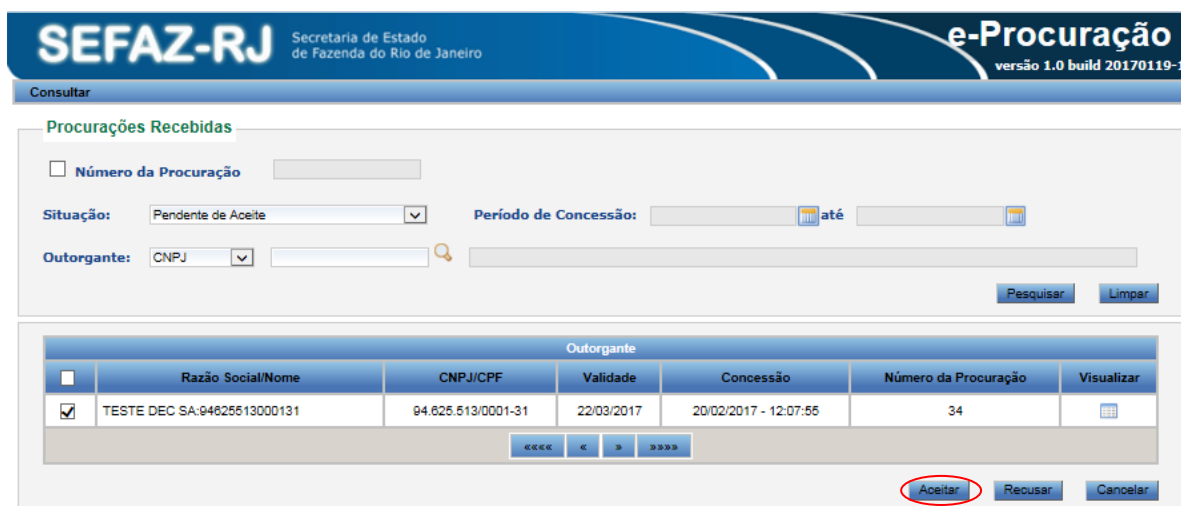 SEFAZ-RJ
Secretaria de Estado
de Fazenda do Rio de Janeiro
e-Procuração
versão 1.0 build 20170119-1
Consultar
Procurações Recebidas
Número da Procuração
Situação: Pendente de Aceite Período de Concessão: até
Outorgante: CNPJ
Pesquisar Limpar
Outorgante
Razão Social/Nome CNPJ/CPF Validade Concessão Número da Procuração Visualizar
TESTE DEC SA:94625513000131 94.625.513/0001-31 22/03/2017 20/02/2017 - 12:07:55 34
«««« « » »»»»
Aceitar Recusar Cancelar